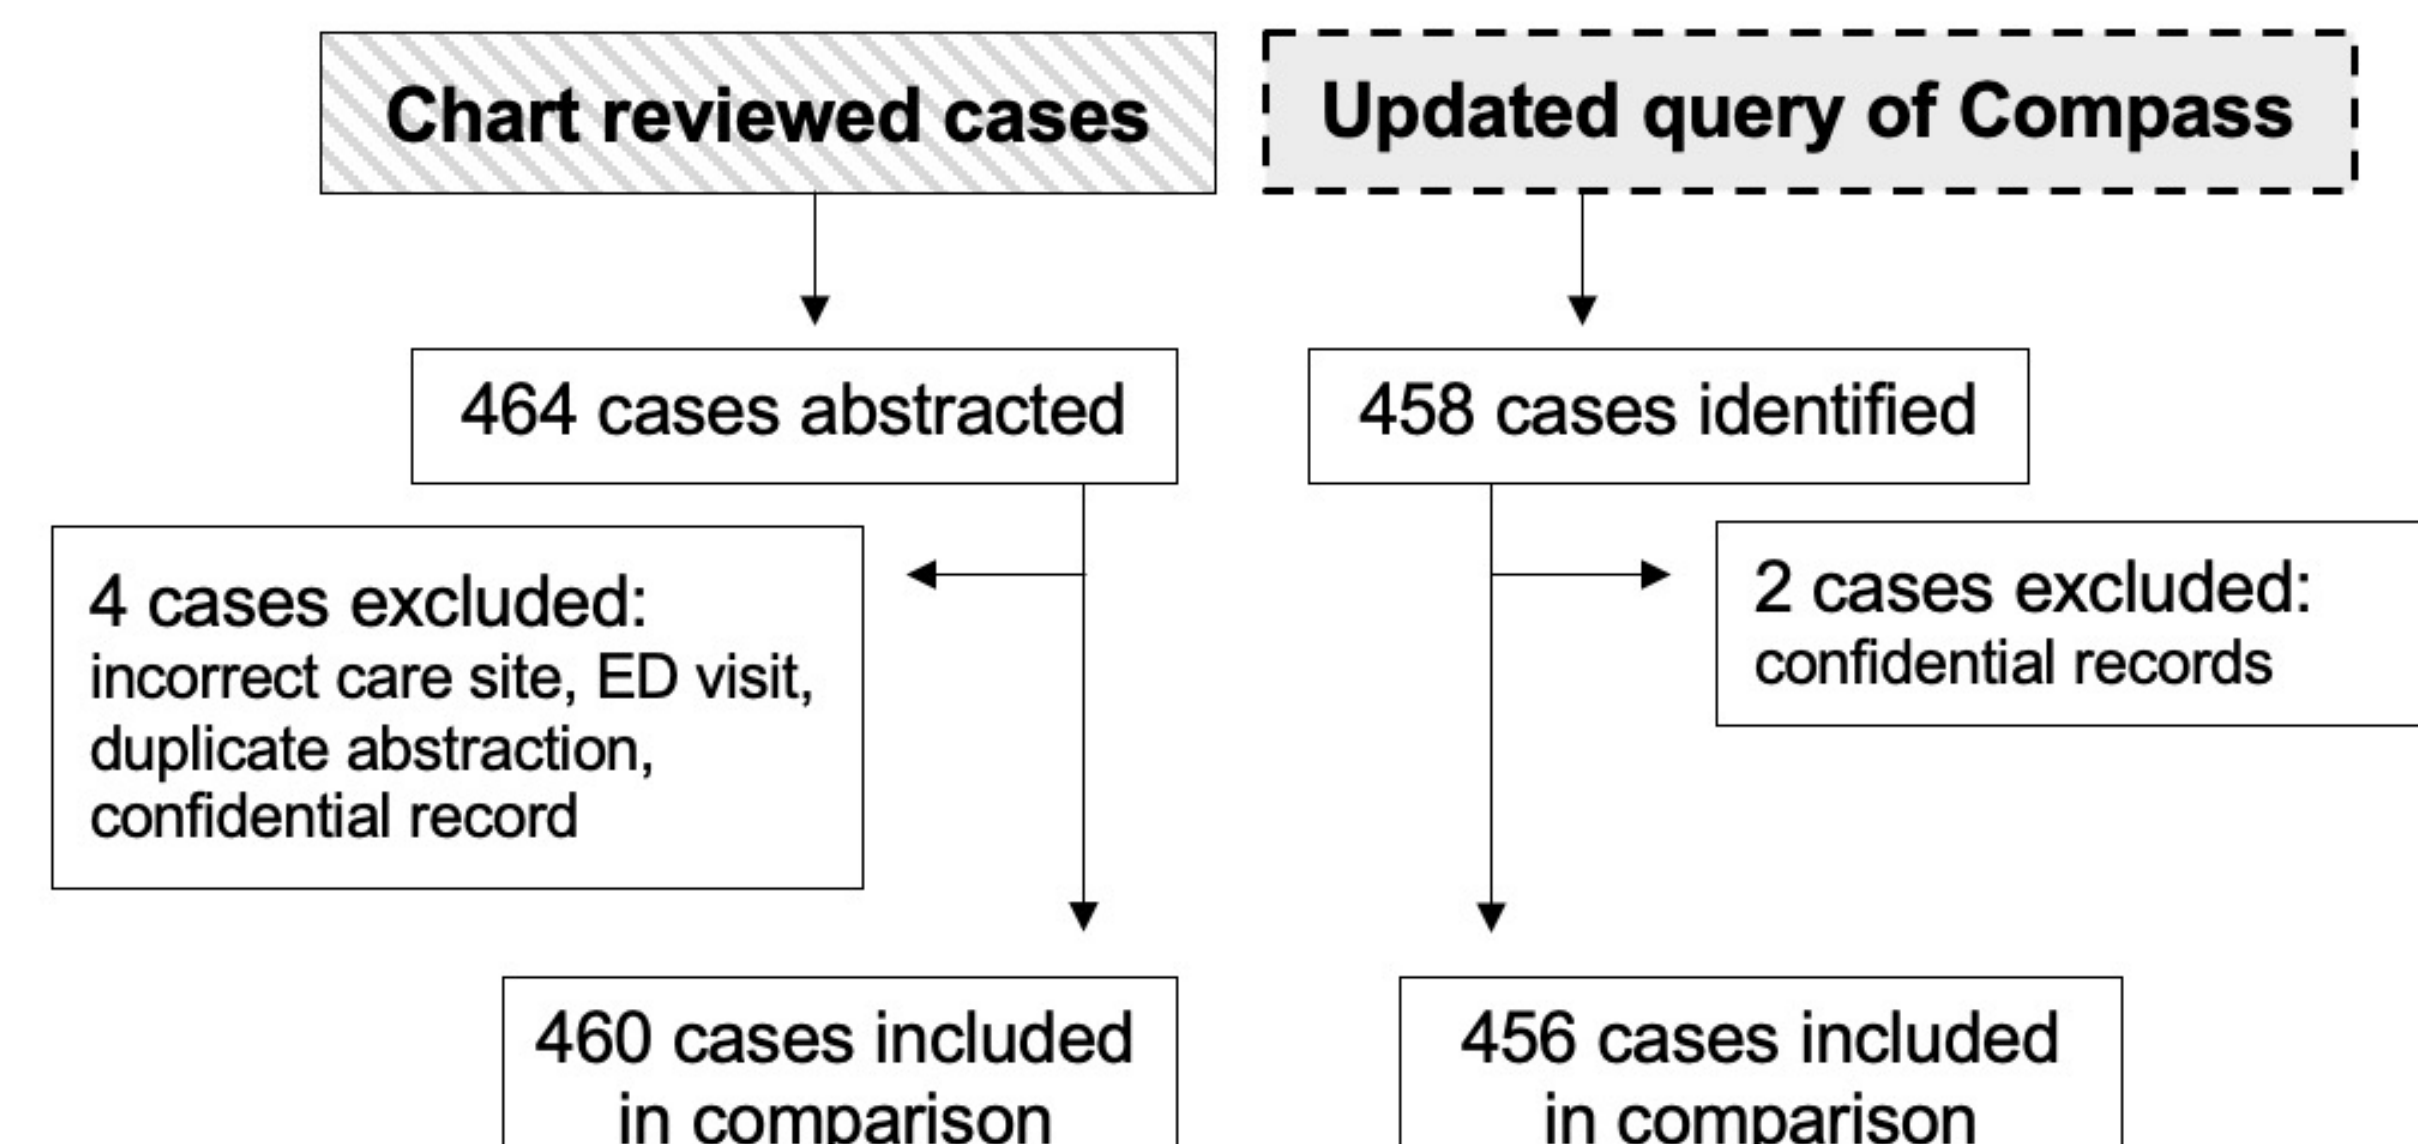 Chart reviewed cases
Updated query of Compass
464 cases abstracted
458 cases identified
4 cases excluded:
incorrect care site, ED visit,
duplicate abstraction,
confidential record
2 cases excluded:
confidential records
460 cases included
in comparison
456 cases included
in comparison